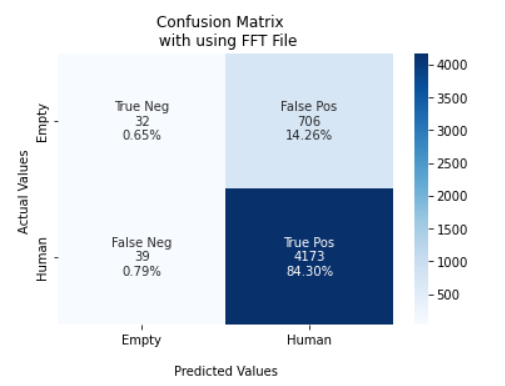 Confusion Matrix
with using FFT File
Actual Values
Empty
Human
True Neg
32
0.65%
False Pos
706
14.26%
False Neg
39
0.79%
True Pos
4173
84.30%
Empty
Human
Predicted Values
4000
3500
3000
2500
2000
1500
1000
500